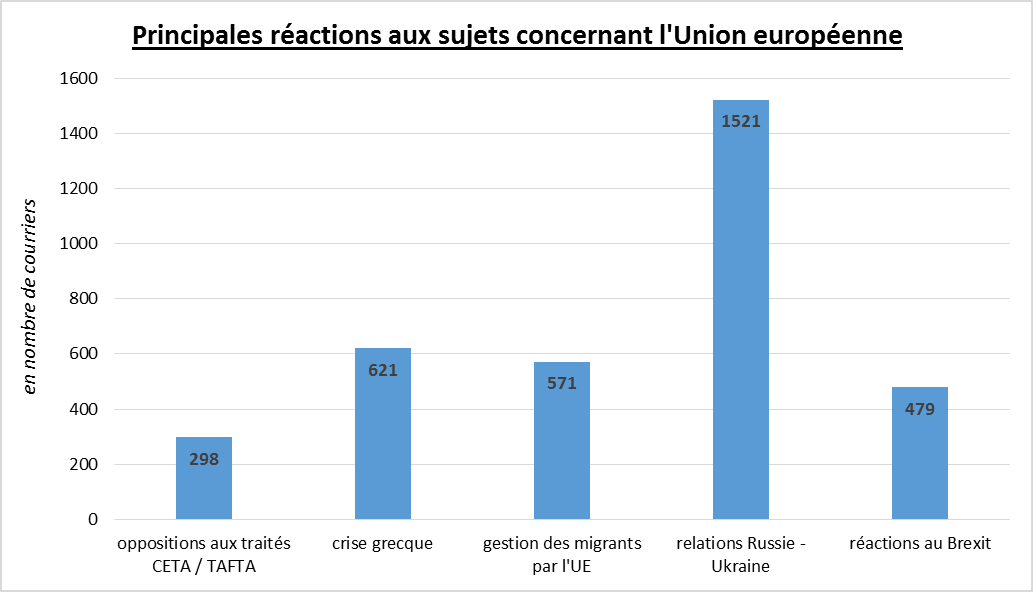 Principales réactions aux sujets concernant l'Union européenne
en nombre de courriers
1600
1400
1200
1000
800
600
400
200
0
298
621
571
1521
479
oppositions aux traités
CETA / TAFTA
crise grecque
gestion des migrants
par l'UE
relations Russie -
Ukraine
réactions au Brexit